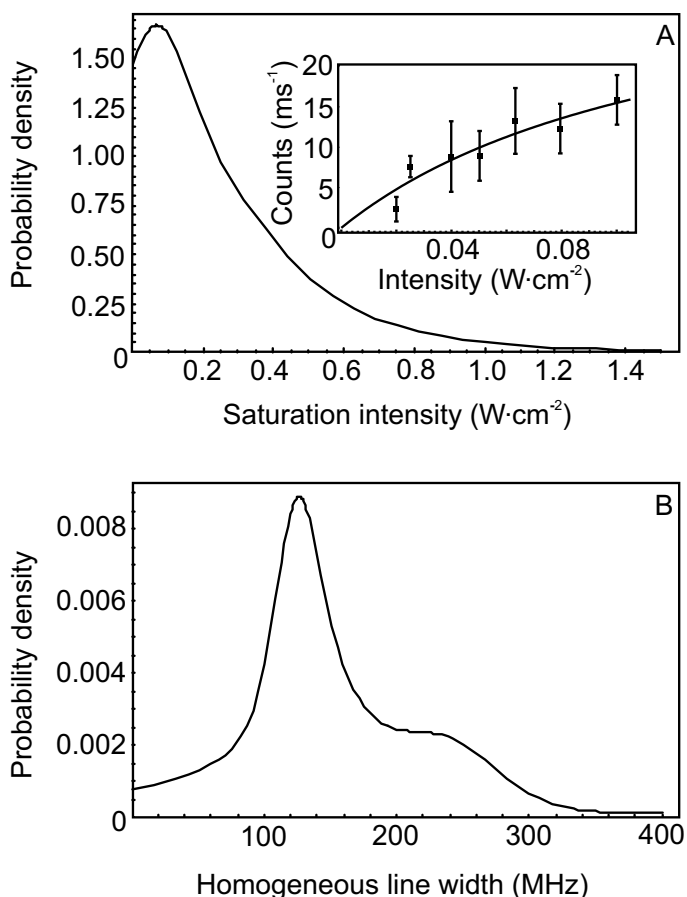 A
Probability density
1.50
1.25
1.00
0.75
0.50
0.25
0
0.2 0.4 0.6 0.8 1.0 1.2 1.4
Saturation intensity (W·cm-2)
Counts (ms-1)
20
15
10
5
0
0.04 0.08
Intensity (W·cm-2)
B
Probability density
0.008
0.006
0.004
0.002
0
100 200 300 400
Homogeneous line width (MHz)